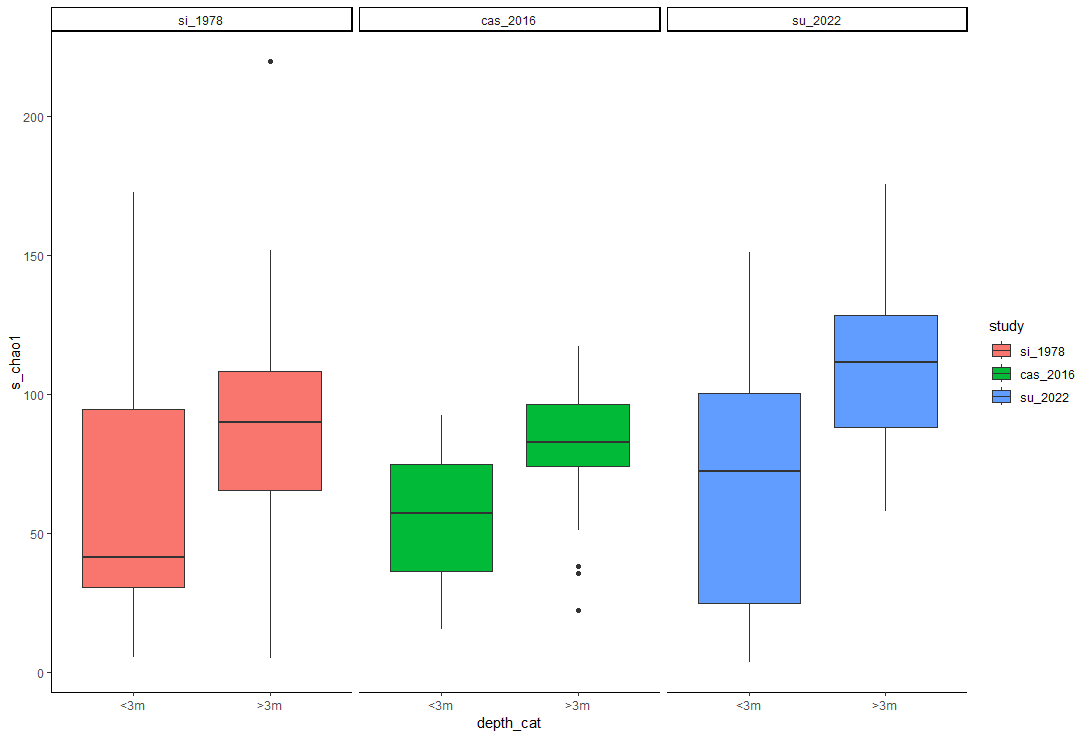 si_1978 cas_2016 su_2022
s_chao1
200
150
100
50
0
<3m >3m <3m >3m <3m >3m
depth_cat
study
si_1978
cas_2016
su_2022